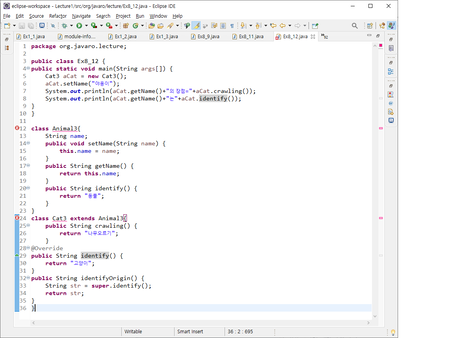 eclipse-workspace - Lecture1/src/org/javaro/lecture/Ex8_12.java - Eclipse IDE
File Edit Source Refactor Navigate Search Project Run Window Help
Ex1_1.java module-info... Ex1_2.java Ex1_3.java Ex8_9.java Ex8_11.java Ex8_12.java
1 package org.javaro.lecture;
2
3 public class Ex8_12 {
4 public static void main(String args[]) {
5 Cat3 aCat = new Cat3();
6 aCat.setName("야옹이");
7 System.out.println(aCat.getName()+"의 장점="+aCat.crawling());
8 System.out.println(aCat.getName()+"는"+aCat.identify());
9 }
10 }
11
12 class Animal3{
13 String name;
14 public void setName(String name) {
15 this.name = name;
16 }
17 public String getName() {
18 return this.name;
19 }
20 public String identify() {
21 return "동물";
22 }
23 }
24 class Cat3 extends Animal3{
25 public String crawling() {
26 return "나무오르기";
27 }
28 @Override
29 public String identify() {
30 return "고양이";
31 }
32 public String identifyOrigin() {
33 String str = super.identify();
34 return str;
35 }
36 }
Writable Smart Insert 36 : 2 : 695